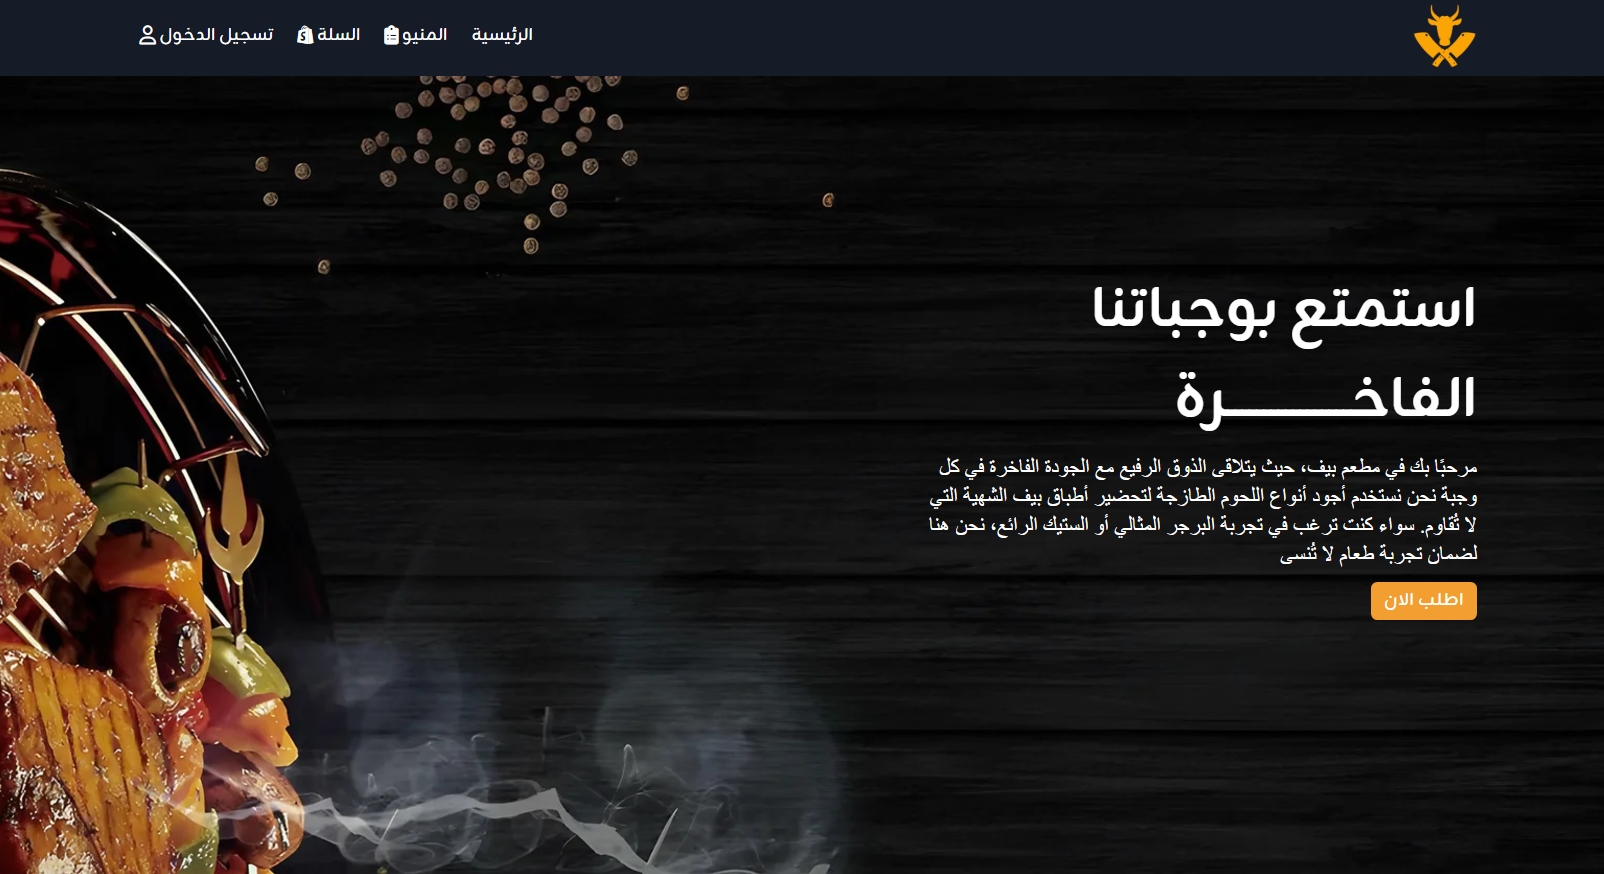 الرئيسية
المنيو
السلة
تسجيل الدخول
استمتع بوجباتنا
الفاخـــــــــــرة
مرحبًا بك في مطعم بيف، حيث يتلاقى الذوق الرفيع مع الجودة الفاخرة في كل
وجبة نحن نستخدم أجود أنواع اللحوم الطازجة لتحضير أطباق بيف الشهية التي
لا تُقاوم. سواء كنت ترغب في تجربة البرجر المثالي أو الستيك الرائع، نحن هنا
لضمان تجربة طعام لا تُنسى
اطلب الان